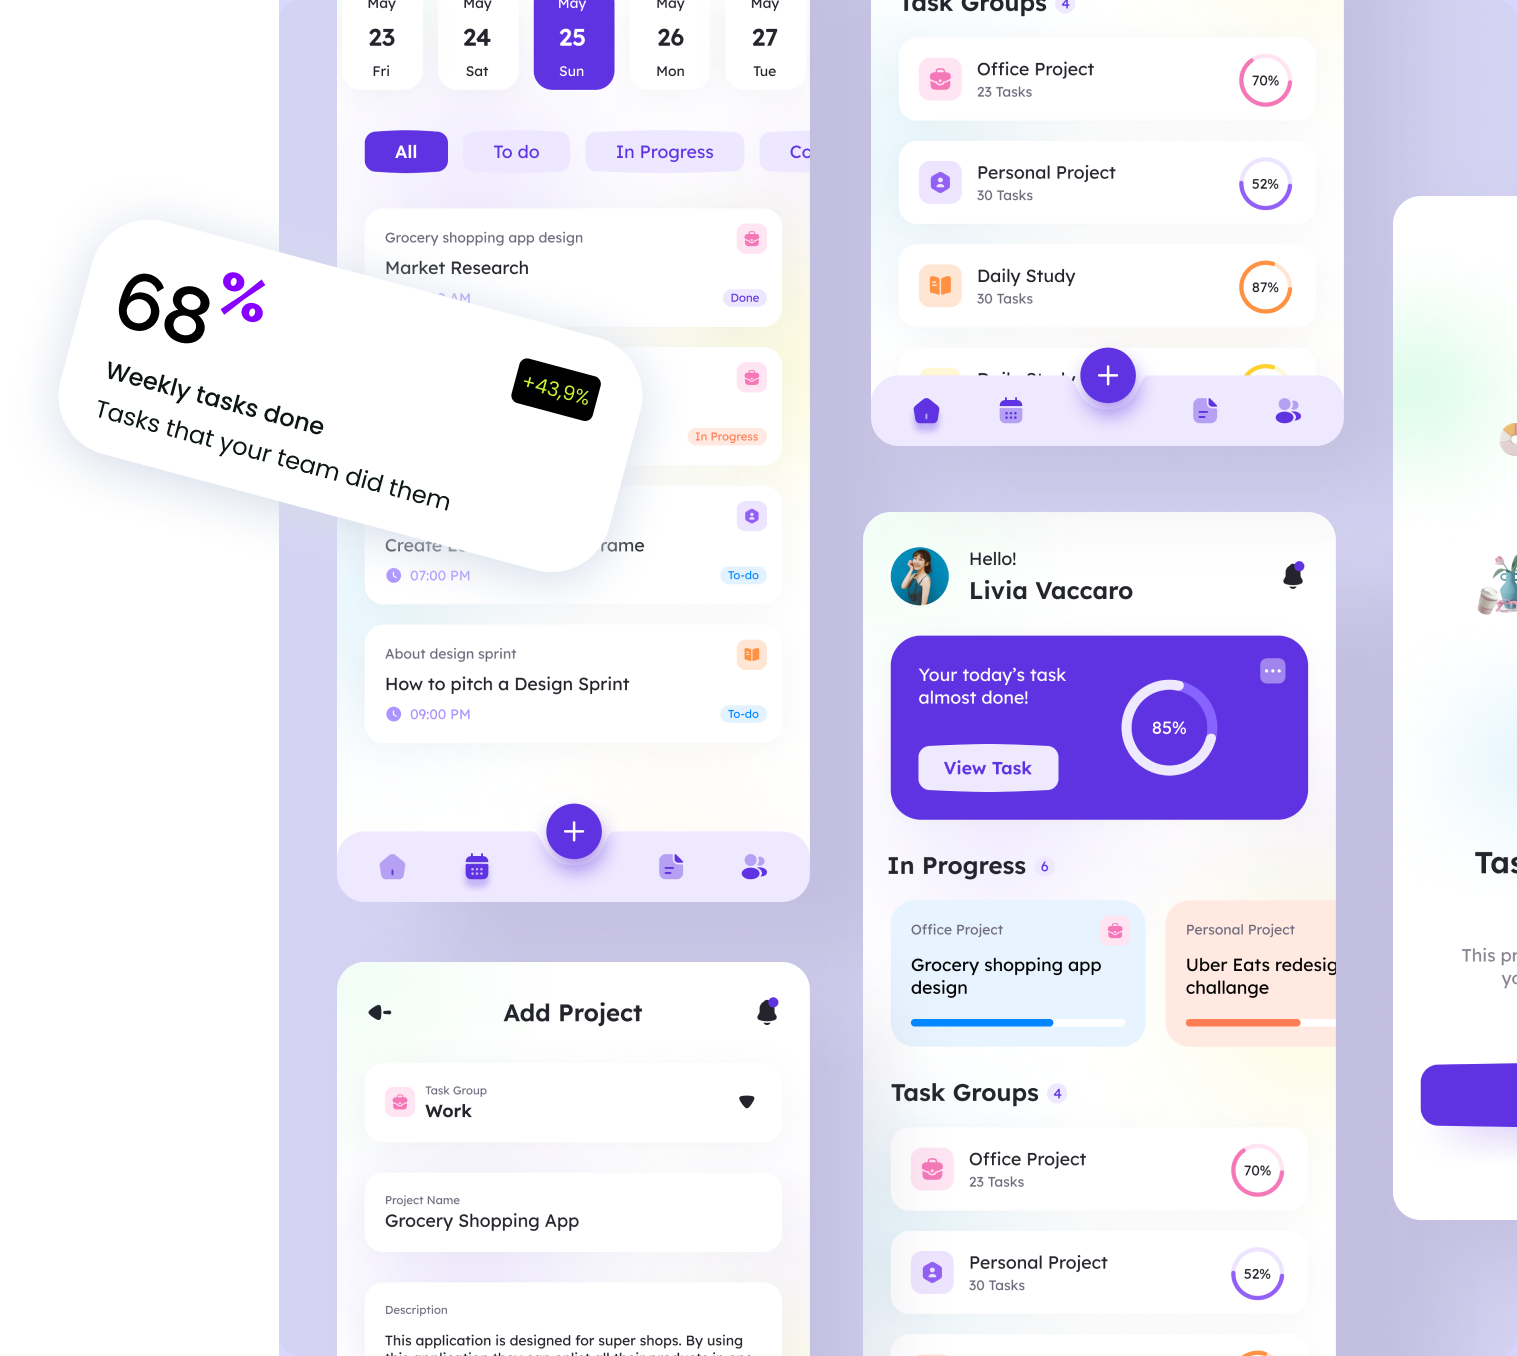 May
23
Fri
May
24
Sat
May
25
Sun
May
26
Mon
May
27
Tue
All
To do
In Progress
Grocery shopping app design
Market Research
AM
Done
In Progress
Create
07:00 PM
To-do
About design sprint
How to pitch a Design Sprint
09:00 PM
To-do
68%
+43,9%
Weekly tasks done
Tasks that your team did them
Add Project
Task Group
Work
Project Name
Grocery Shopping App
Description
This application is designed for super shops. By using
Task Groups 4
Office Project
23 Tasks
70%
Personal Project
30 Tasks
52%
Daily Study
30 Tasks
87%
Daily Study
Hello!
Livia Vaccaro
Your today's task
almost done!
View Task
85%
In Progress 6
Office Project
Grocery shopping app
design
Personal Project
Uber Eats redesig
challange
Task Groups 4
Office Project
23 Tasks
70%
Personal Project
30 Tasks
52%
Tas
This pr
yo